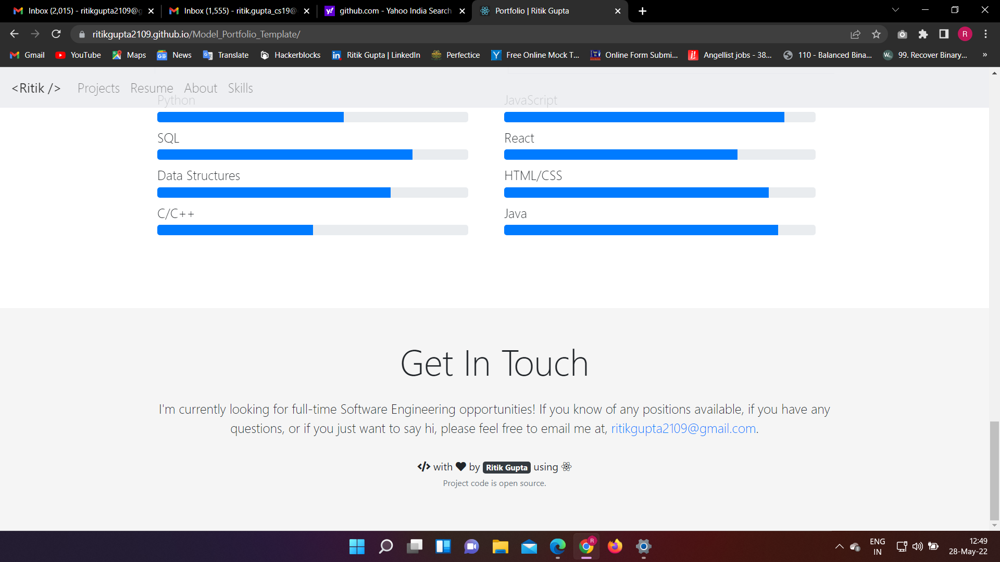 Inbox (2,015) - ritikgupta2109@g
Inbox (1,555) - ritik.gupta_cs19@
github.com - Yahoo India Search
Portfolio | Ritik Gupta
ritikgupta2109.github.io/Model_Portfolio_Template/
R
Gmail
YouTube
Maps
News
Translate
Hackerblocks
Ritik Gupta | LinkedIn
Perfectice
Free Online Mock T...
Online Form Submi...
Angellist jobs - 38...
110 - Balanced Bina...
99. Recover Binary...
»
<Ritik /> Projects Resume About Skills
Python
JavaScript
SQL
React
Data Structures
HTML/CSS
C/C++
Java
Get In Touch
I'm currently looking for full-time Software Engineering opportunities! If you know of any positions available, if you have any
questions, or if you just want to say hi, please feel free to email me at, ritikgupta2109@gmail.com.
</> with ♥ by Ritik Gupta using
Project code is open source.
ENG
IN
12:49
28-May-22